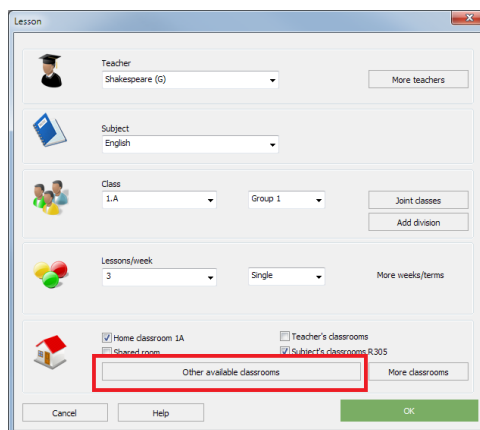 Lesson
Teacher
Shakespeare (G)
More teachers
Subject
English
Class
1.A Group 1 Joint classes
Add division
Lessons/week
3 Single More weeks/terms
Home classroom 1A Teacher's classrooms
Shared room Subject's classrooms R305
Other available classrooms More classrooms
Cancel Help OK